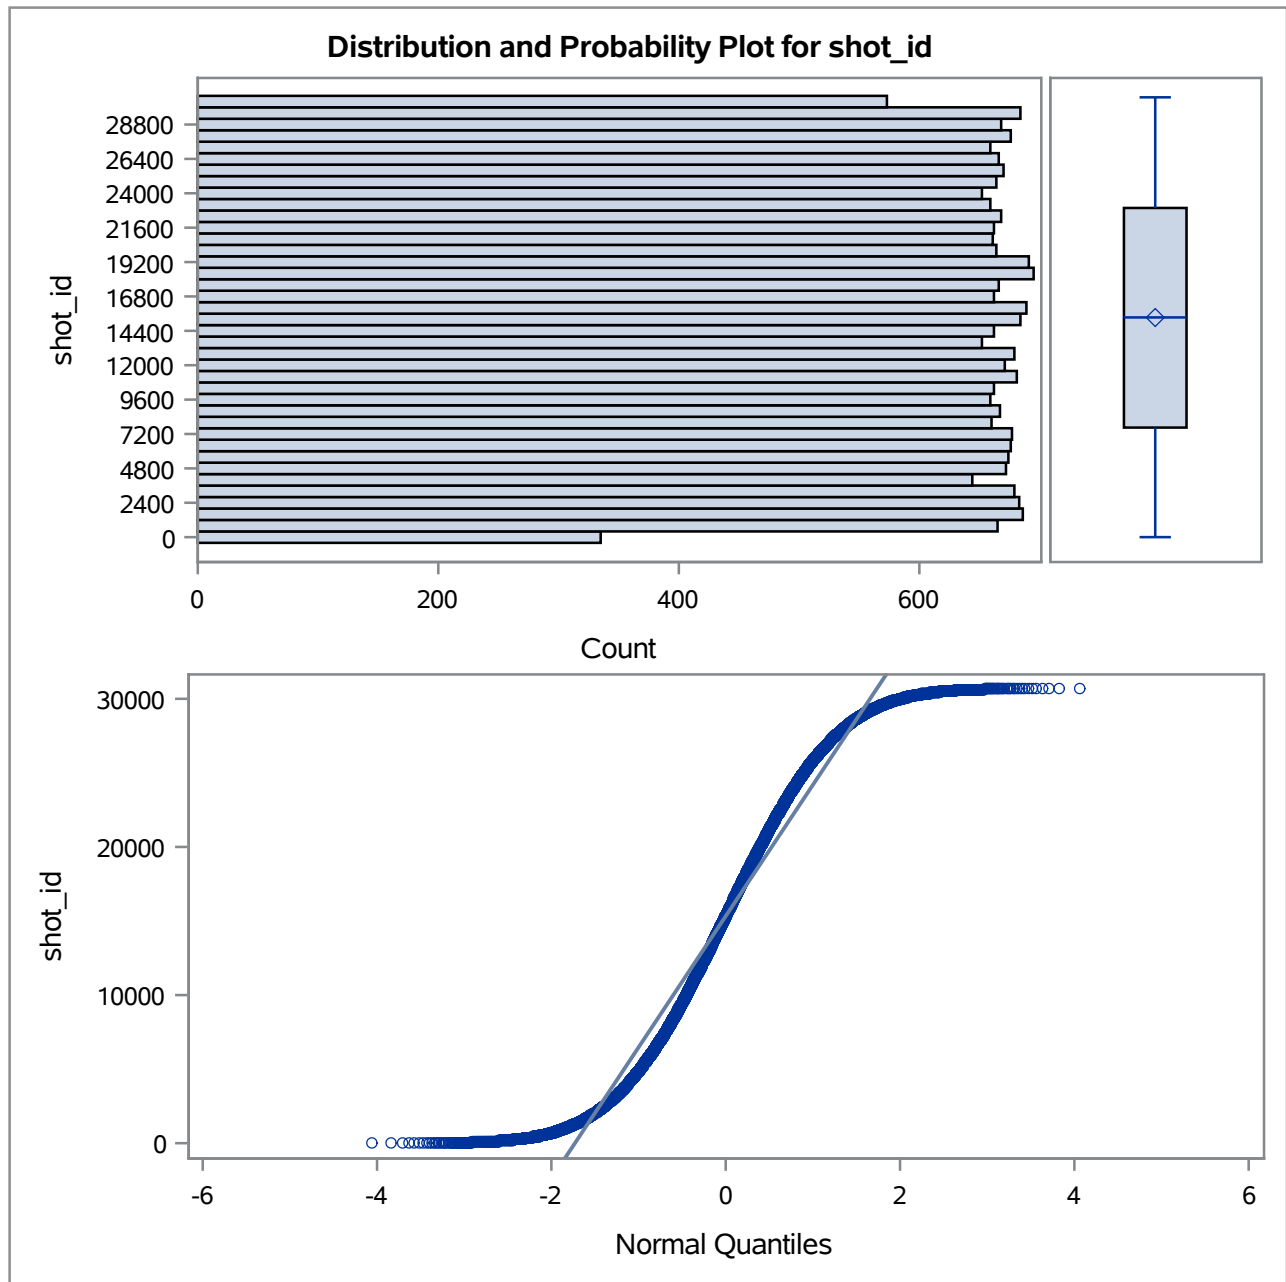 Distribution and Probability Plot for shot_id
shot_id
28800
26400
24000
21600
19200
16800
14400
12000
9600
7200
4800
2400
0
0 200 400 600
Count
shot_id
30000
20000
10000
0
-6 -4 -2 0 2 4 6
Normal Quantiles